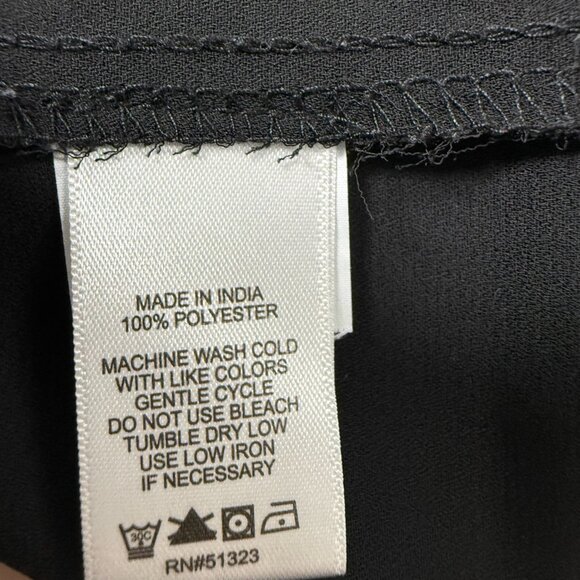 MADE IN INDIA
100% POLYESTER
MACHINE WASH COLD
WITH LIKE COLORS
GENTLE CYCLE
DO NOT USE BLEACH
TUMBLE DRY LOW
USE LOW IRON
IF NECESSARY
30C
RN#51323